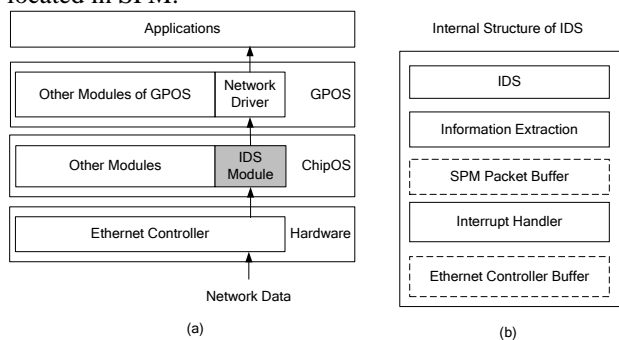 located in SPM.
Applications
Other Modules of GPOS
Network
Driver
GPOS
Other Modules
IDS
Module
ChipOS
Ethernet Controller
Hardware
Network Data
(a)
Internal Structure of IDS
IDS
Information Extraction
SPM Packet Buffer
Interrupt Handler
Ethernet Controller Buffer
(b)